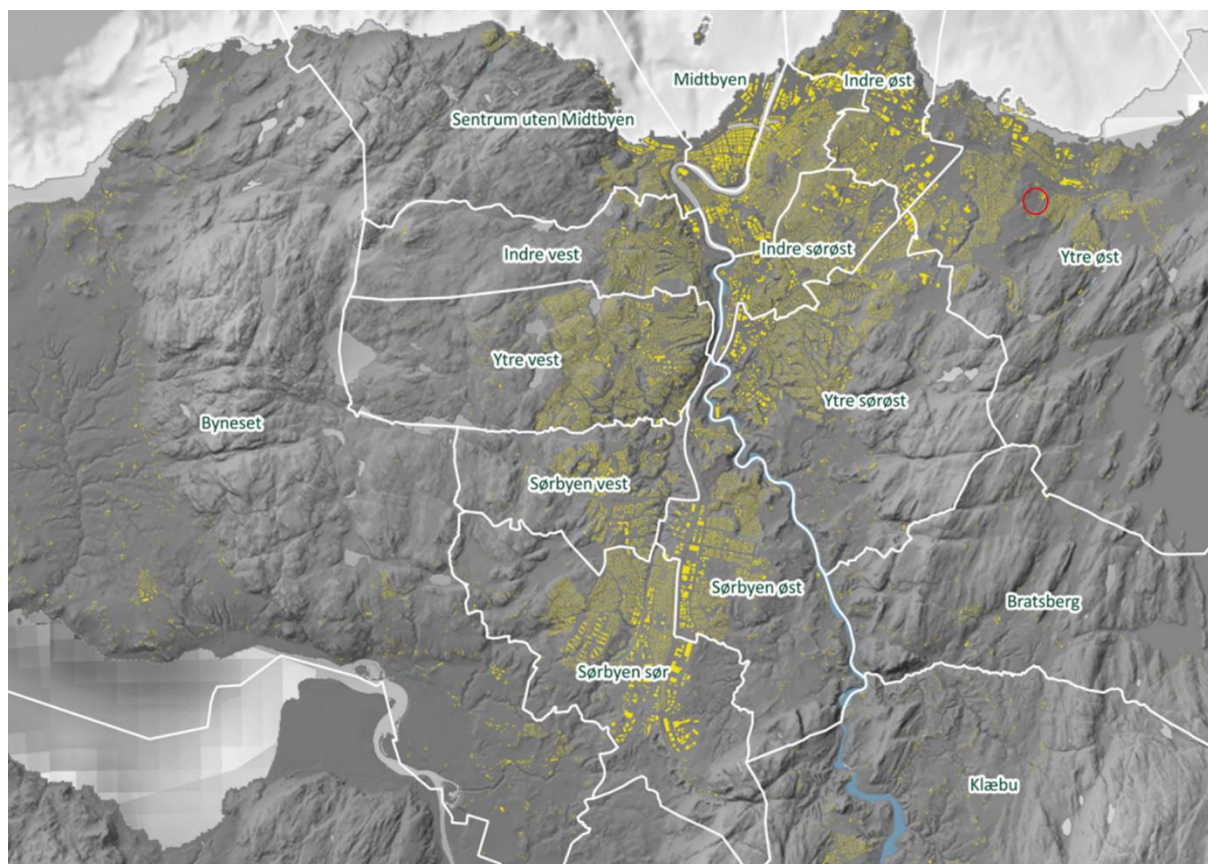 Midtbyen
Indre øst
Sentrum uten Midtbyen
Indre vest
Indre sørøst
Ytre øst
Ytre vest
Ytre sørøst
Byneset
Sørbyen vest
Sørbyen øst
Bratsberg
Sørbyen sør
Klæbu